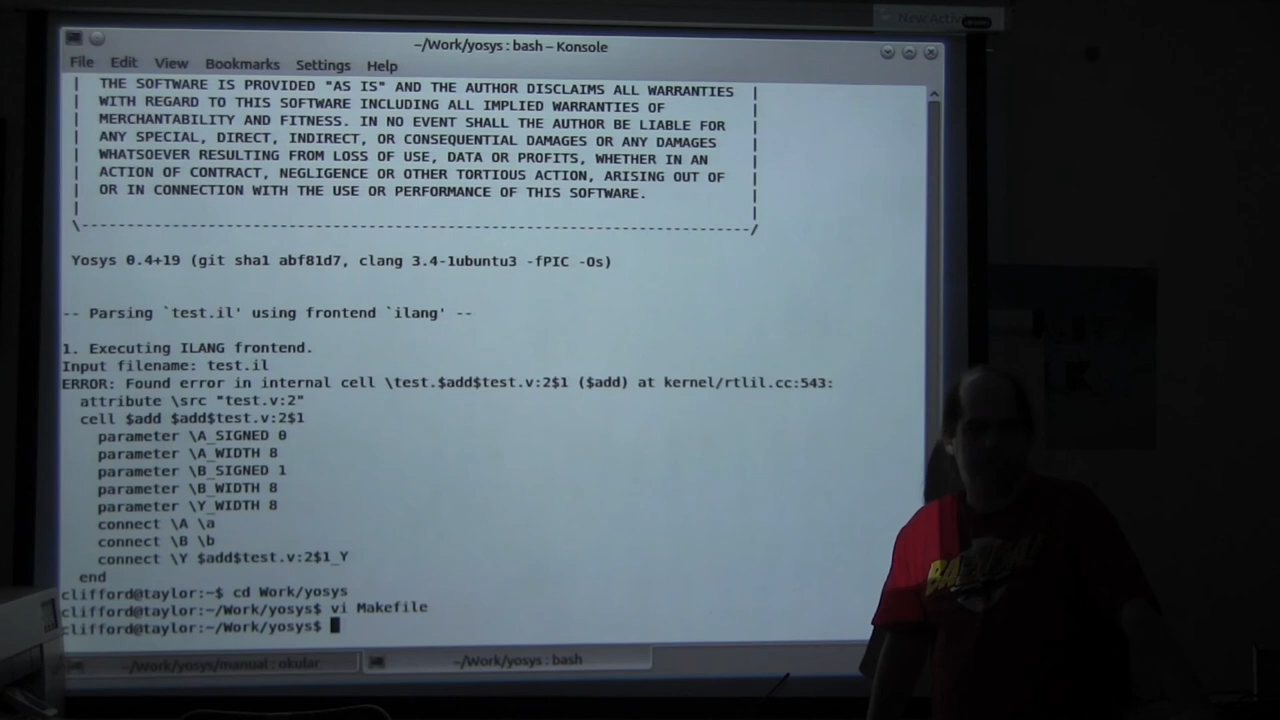 New Activ
~/Work/yosys : bash – Konsole
File Edit View Bookmarks Settings Help
| THE SOFTWARE IS PROVIDED "AS IS" AND THE AUTHOR DISCLAIMS ALL WARRANTIES |
| WITH REGARD TO THIS SOFTWARE INCLUDING ALL IMPLIED WARRANTIES OF |
| MERCHANTABILITY AND FITNESS. IN NO EVENT SHALL THE AUTHOR BE LIABLE FOR |
| ANY SPECIAL, DIRECT, INDIRECT, OR CONSEQUENTIAL DAMAGES OR ANY DAMAGES |
| WHATSOEVER RESULTING FROM LOSS OF USE, DATA OR PROFITS, WHETHER IN AN |
| ACTION OF CONTRACT, NEGLIGENCE OR OTHER TORTIOUS ACTION, ARISING OUT OF |
| OR IN CONNECTION WITH THE USE OR PERFORMANCE OF THIS SOFTWARE. |
| |
\----------------------------------------------------------------------------/
Yosys 0.4+19 (git sha1 abf81d7, clang 3.4-1ubuntu3 -fPIC -Os)
-- Parsing `test.il' using frontend `ilang' --
1. Executing ILANG frontend.
Input filename: test.il
ERROR: Found error in internal cell \test.$add$test.v:2$1 ($add) at kernel/rtlil.cc:543:
attribute \src "test.v:2"
cell $add $add$test.v:2$1
parameter \A_SIGNED 0
parameter \A_WIDTH 8
parameter \B_SIGNED 1
parameter \B_WIDTH 8
parameter \Y_WIDTH 8
connect \A \a
connect \B \b
connect \Y $add$test.v:2$1_Y
end
clifford@taylor:~$ cd Work/yosys
clifford@taylor:~/Work/yosys$ vi Makefile
clifford@taylor:~/Work/yosys$
~/Work/yosys/manual : okular
~/Work/yosys : bash